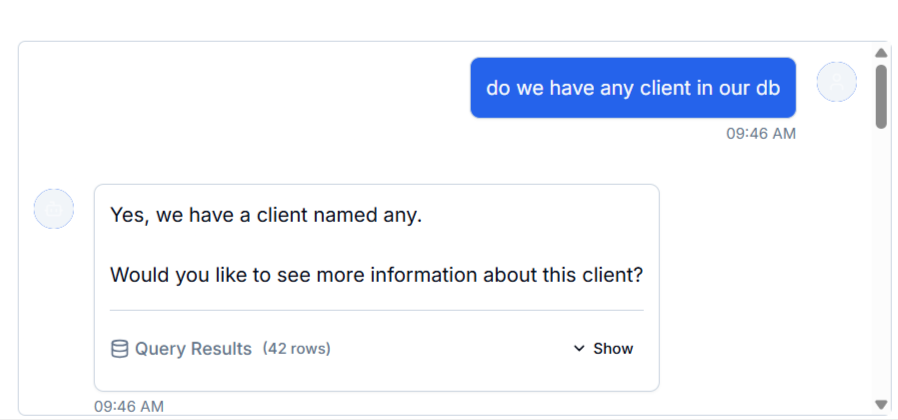 do we have any client in our db
09:46 AM
Yes, we have a client named any.
Would you like to see more information about this client?
Query Results (42 rows)
Show
09:46 AM